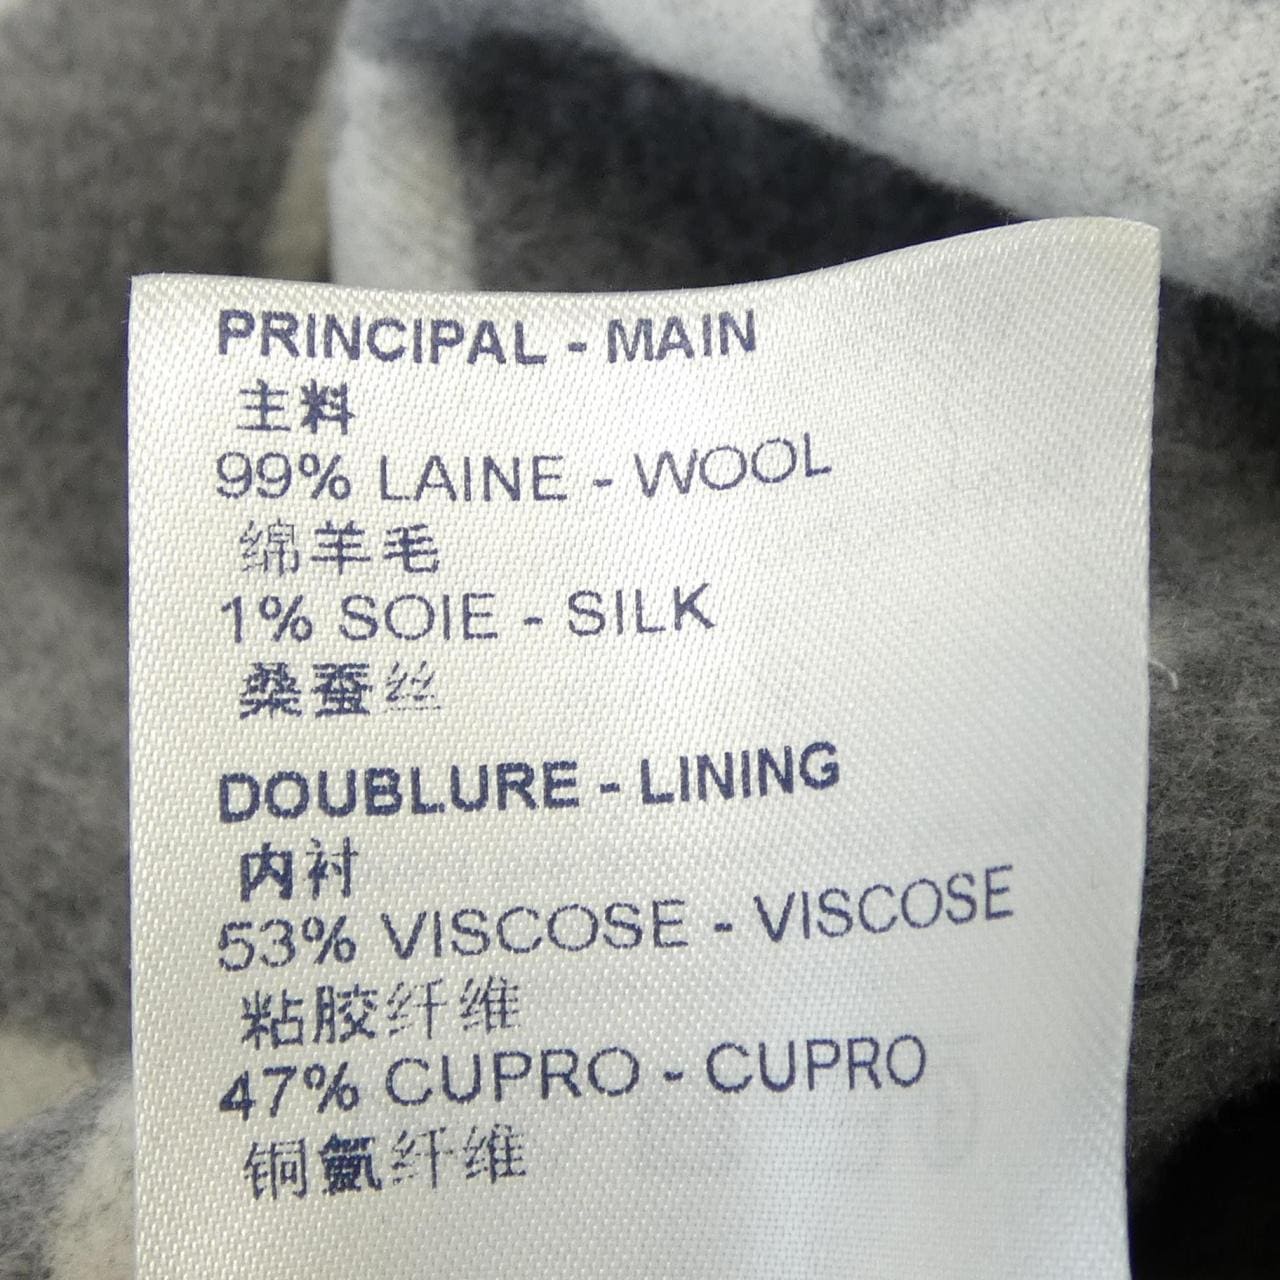 PRINCIPAL - MAIN
主料
99% LAINE - WOOL
绵羊毛
1% SOIE - SILK
桑蚕丝
DOUBLURE - LINING
内衬
53% VISCOSE - VISCOSE
粘胶纤维
47% CUPRO - CUPRO
铜氨纤维